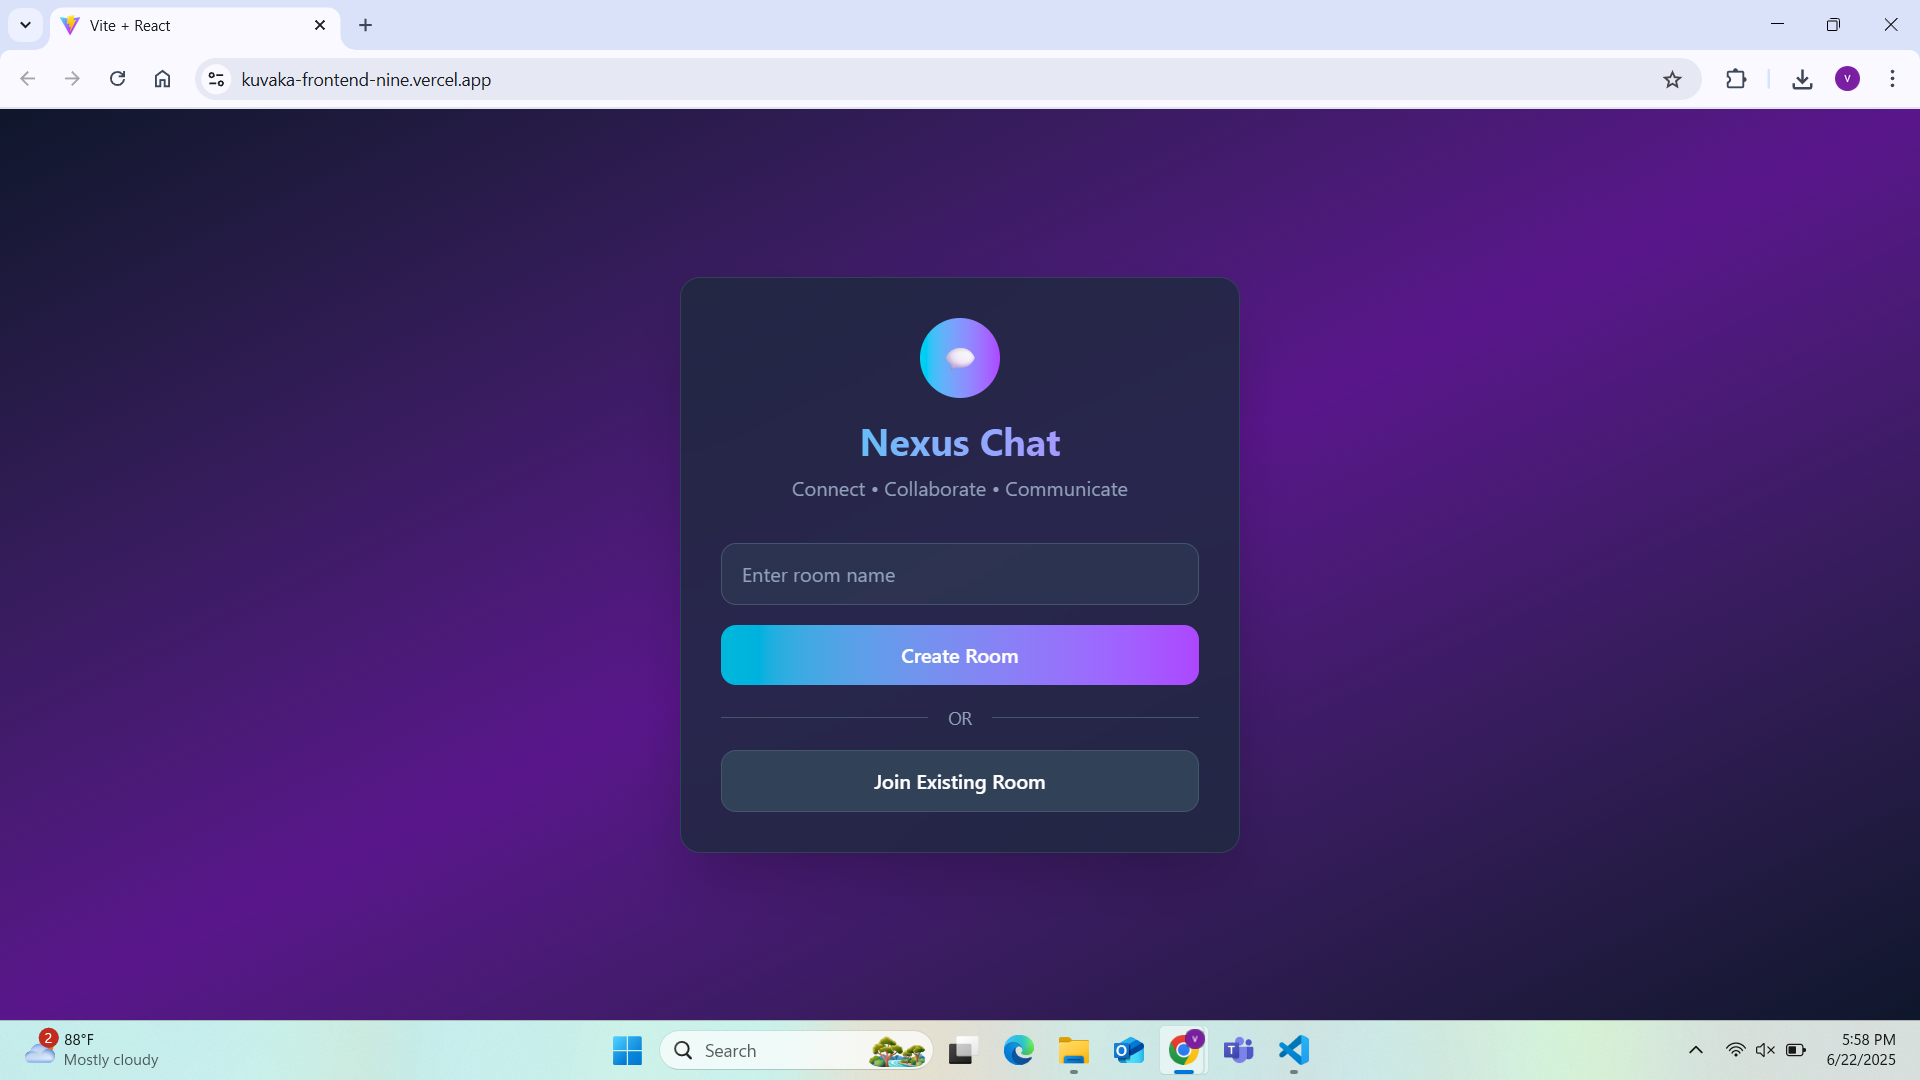 Vite + React
kuvaka-frontend-nine.vercel.app
V
Nexus Chat
Connect • Collaborate • Communicate
Enter room name
Create Room
OR
Join Existing Room
2
88°F
Mostly cloudy
Search
V
5:58 PM
6/22/2025